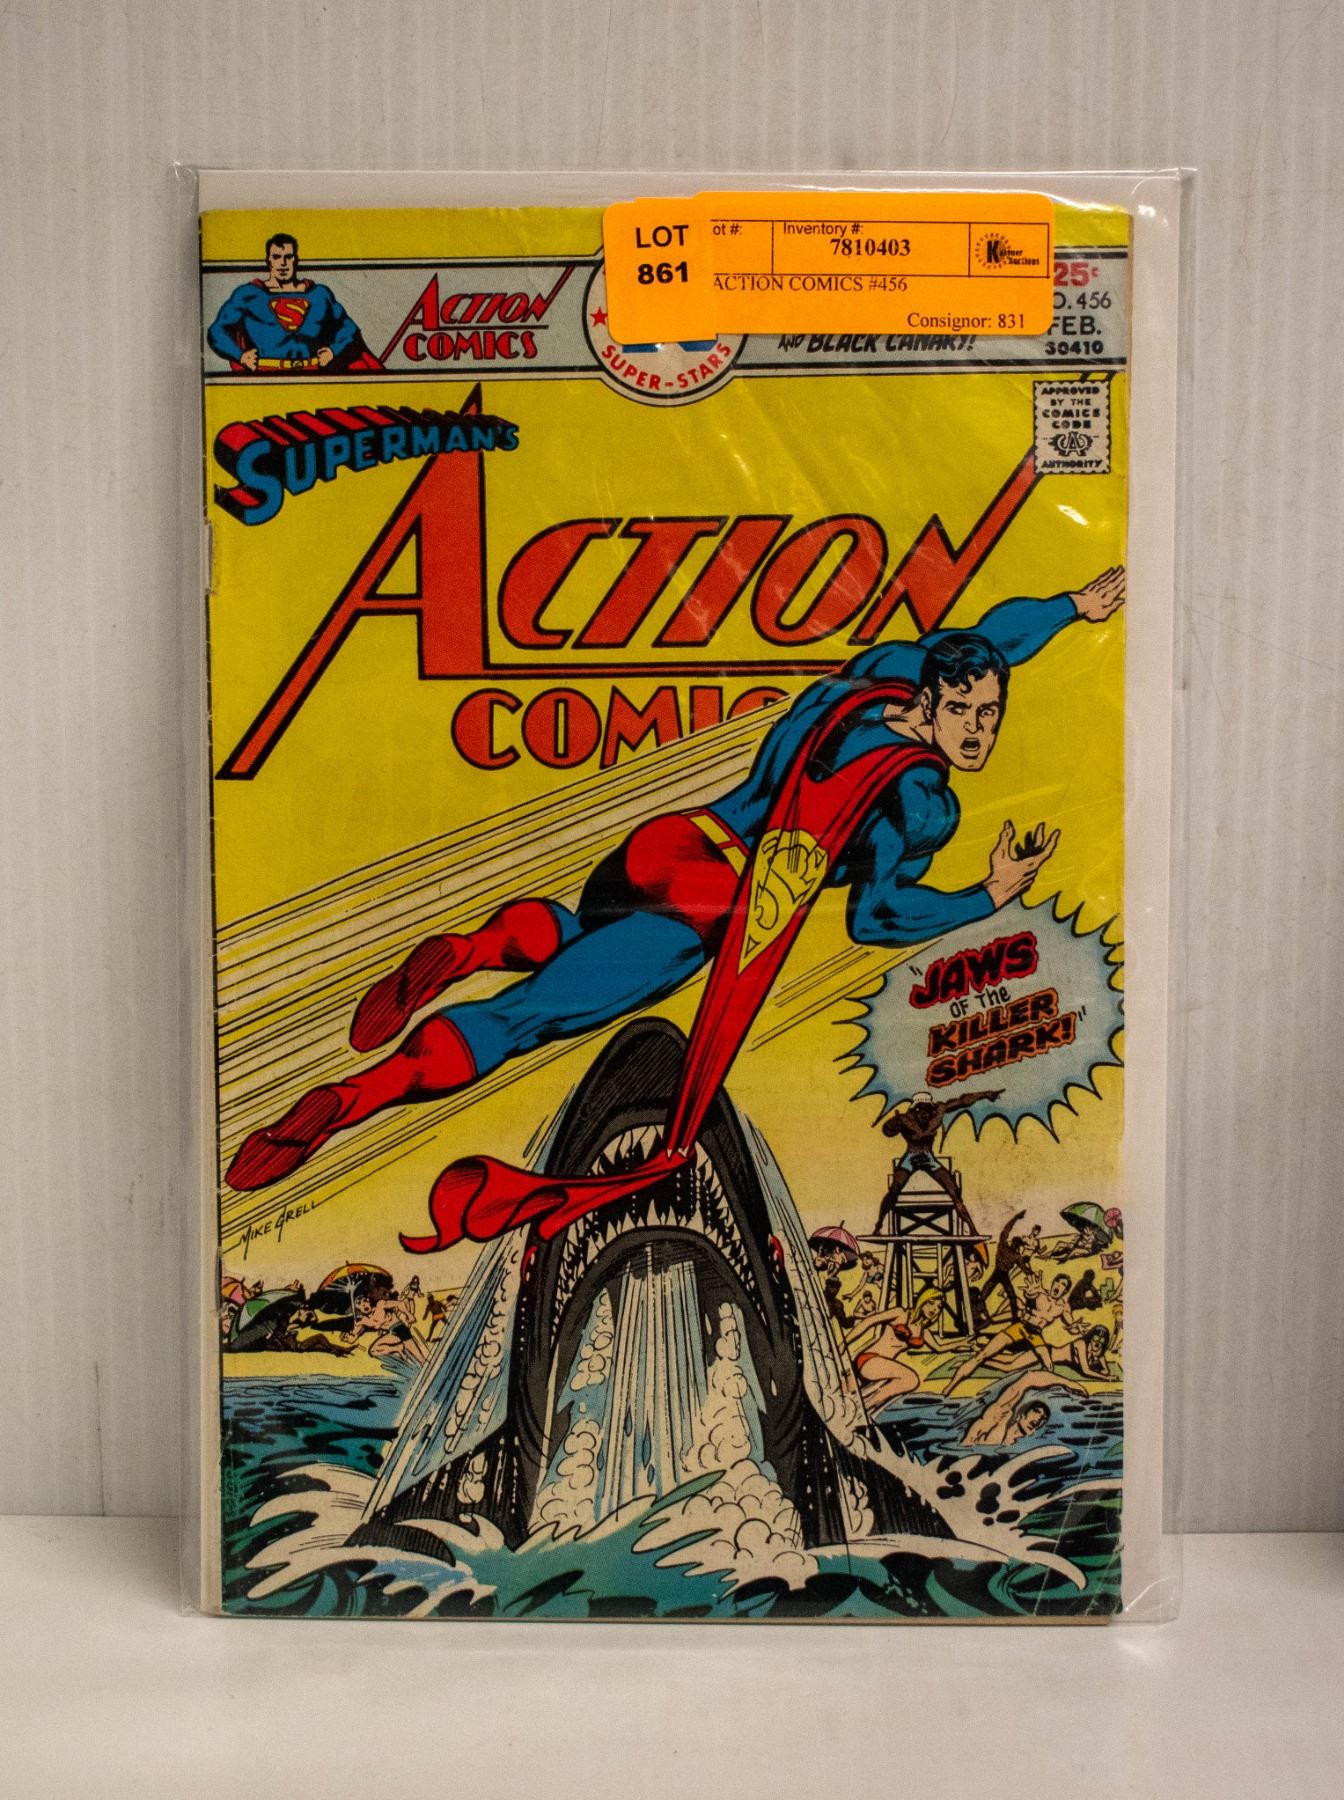 LOT
861
ot #:
Inventory #:
7810403
Auctions
ACTION COMICS #456
Consignor: 831
ACTION
COMICS
SUPER-STARS
AND BLACK CANARY!
25¢
O. 456
FEB.
30410
APPROVED
BY THE
COMICS
CODE
AUTHORITY
SUPERMAN'S
ACTION
COMIC
"JAWS
OF THE
KILLER
SHARK!"
MIKE GRELL